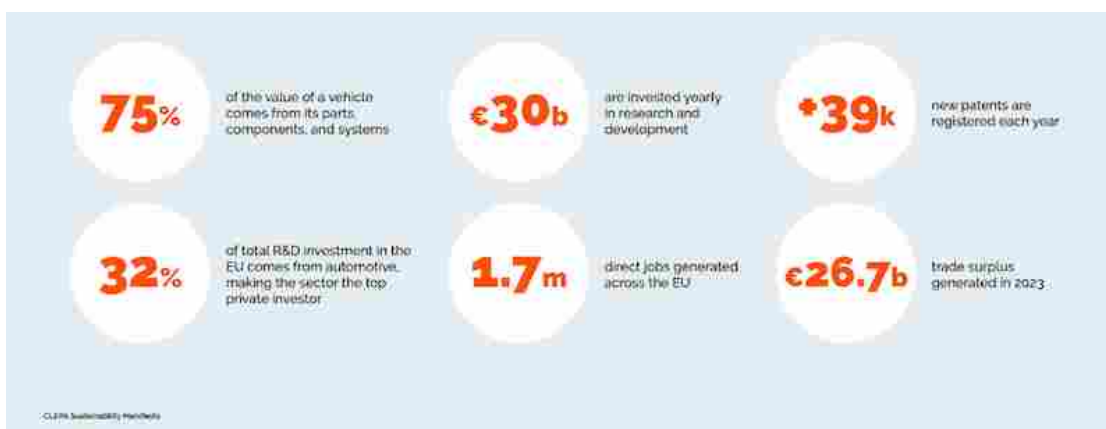 75%
of the value of a vehicle
comes from its parts,
components, and systems
€30b
are invested yearly
in research and
development
+39k
new patents are
registered each year
32%
of total R&D investment in the
EU comes from automotive,
making the sector the top
private investor
1.7m
direct jobs generated
across the EU
€26.7b
trade surplus
generated in 2023
CLEPA Sustainability Manifesto